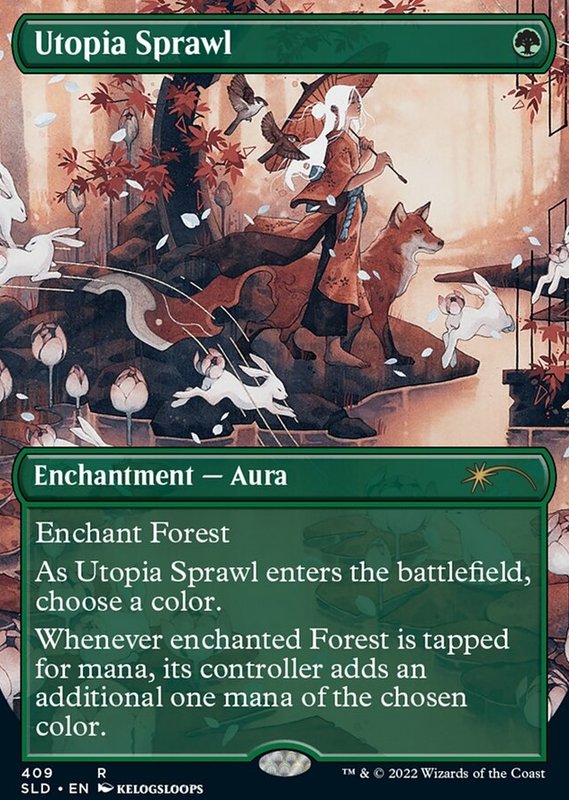 Utopia Sprawl
Enchantment — Aura
Enchant Forest
As Utopia Sprawl enters the battlefield,
choose a color.
Whenever enchanted Forest is tapped
for mana, its controller adds an
additional one mana of the chosen
color.
409 R
SLD • EN KELOGSLOOPS
™ & © 2022 Wizards of the Coast